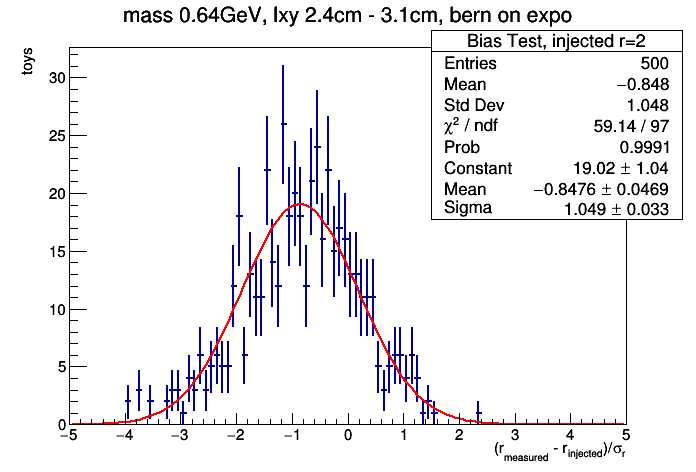 mass 0.64GeV, lxy 2.4cm - 3.1cm, bern on expo
toys
Bias Test, injected r=2
Entries 500
Mean −0.848
Std Dev 1.048
χ² / ndf 59.14 / 97
Prob 0.9991
Constant 19.02 ± 1.04
Mean −0.8476 ± 0.0469
Sigma 1.049 ± 0.033
30
25
20
15
10
5
0
−5 −4 −3 −2 −1 0 1 2 3 4 5
(r_measured - r_injected)/σ_r